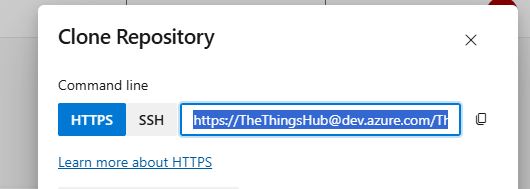 Clone Repository
Command line
HTTPS
SSH
https://TheThingsHub@dev.azure.com/Th
Learn more about HTTPS